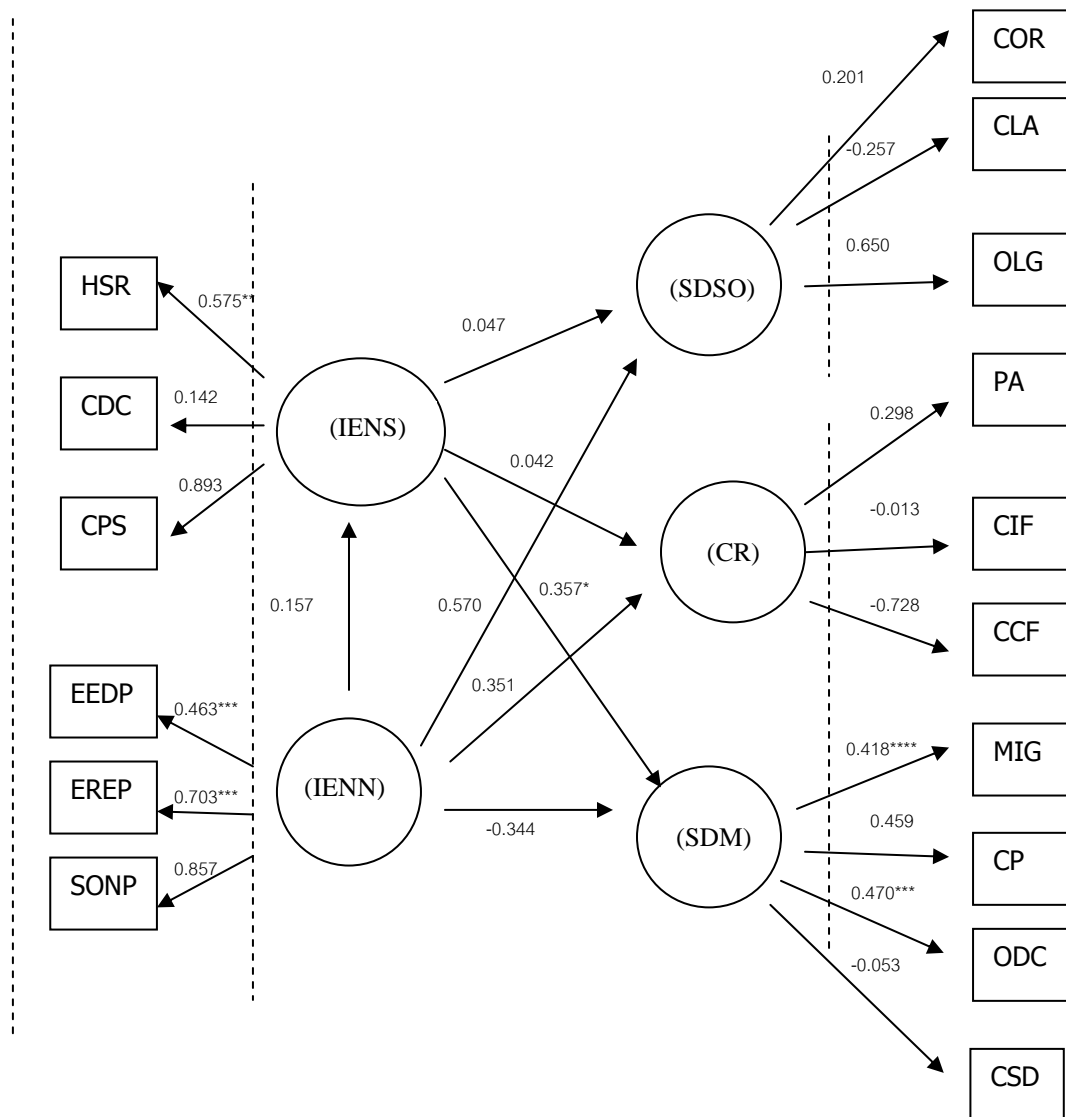 COR
0.201
CLA
-0.257
OLG
0.650
(SDSO)
HSR
0.575**
0.047
PA
0.298
CDC
0.142
(IENS)
0.042
CPS
0.893
CIF
-0.013
(CR)
0.357*
0.570
0.157
CCF
-0.728
EEDP
0.463***
0.351
MIG
0.418****
EREP
0.703***
(IENN)
-0.344
(SDM)
0.459
CP
SONP
0.857
0.470***
ODC
-0.053
CSD